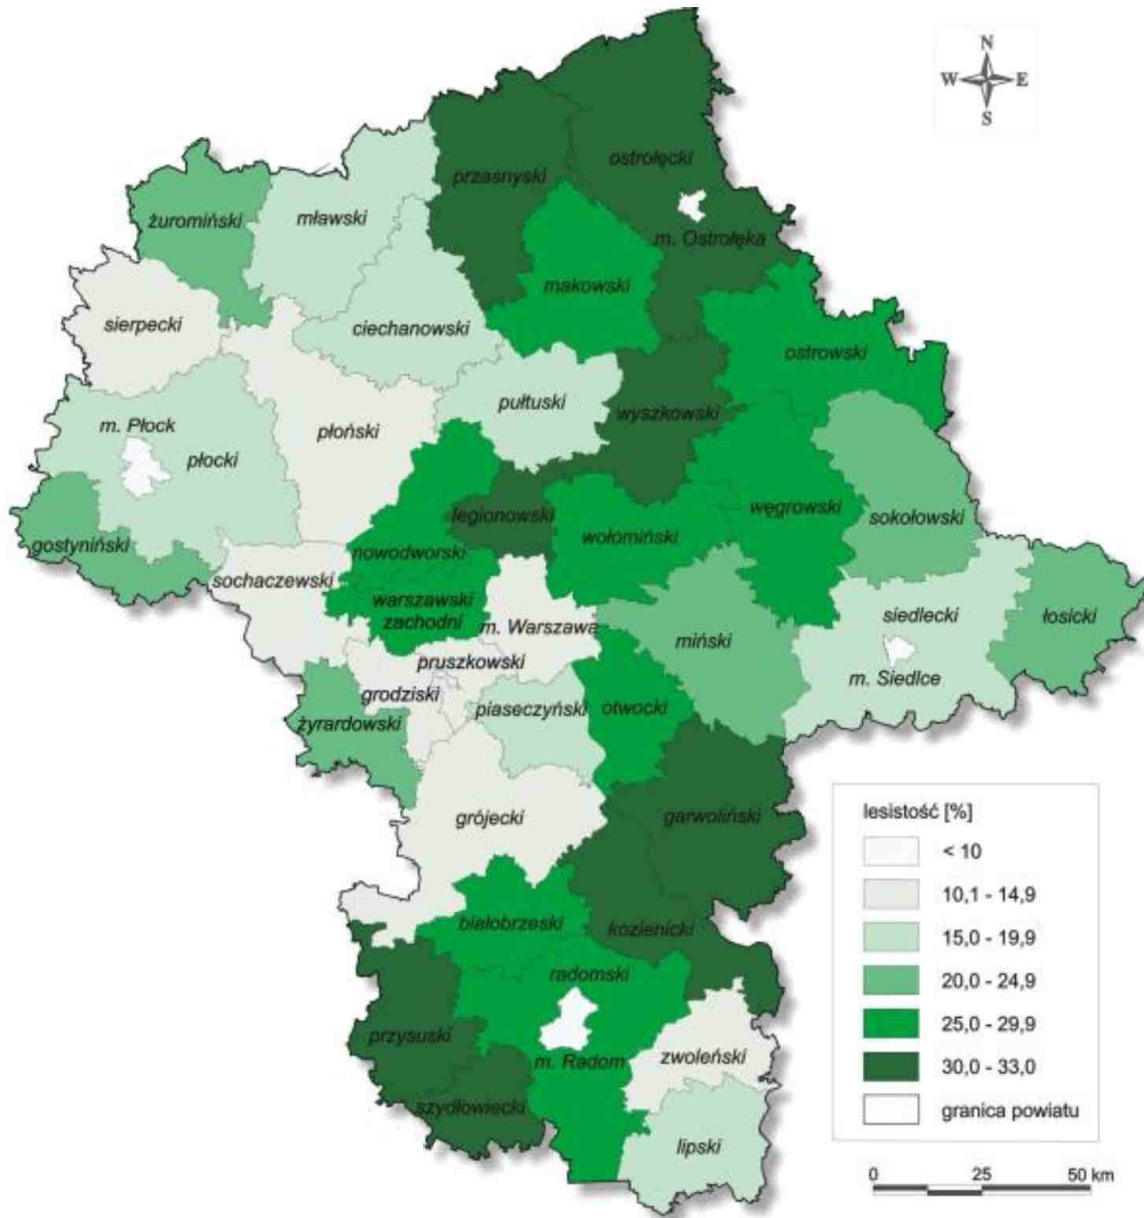 N
W E
S
ostrołęcki
przasnyski
żuromiński
mławski
m. Ostrołęka
makowski
sierpecki
ciechanowski
ostrowski
pułtuski
wyszkowski
m. Płock
płoński
płocki
węgrowski
sokołowski
legionowski
wołomiński
gostyniński
nowodworski
sochaczewski
warszawski
zachodni
siedlecki
łosicki
m. Warszawa
miński
pruszkowski
m. Siedlce
grodziski
piaseczyński
otwocki
żyrardowski
grójecki
garwoliński
białobrzeski
kozienicki
radomski
przysuski
m. Radom
zwoleński
szydłowiecki
lipski
lesistość [%]
< 10
10,1 - 14,9
15,0 - 19,9
20,0 - 24,9
25,0 - 29,9
30,0 - 33,0
granica powiatu
0 25 50 km